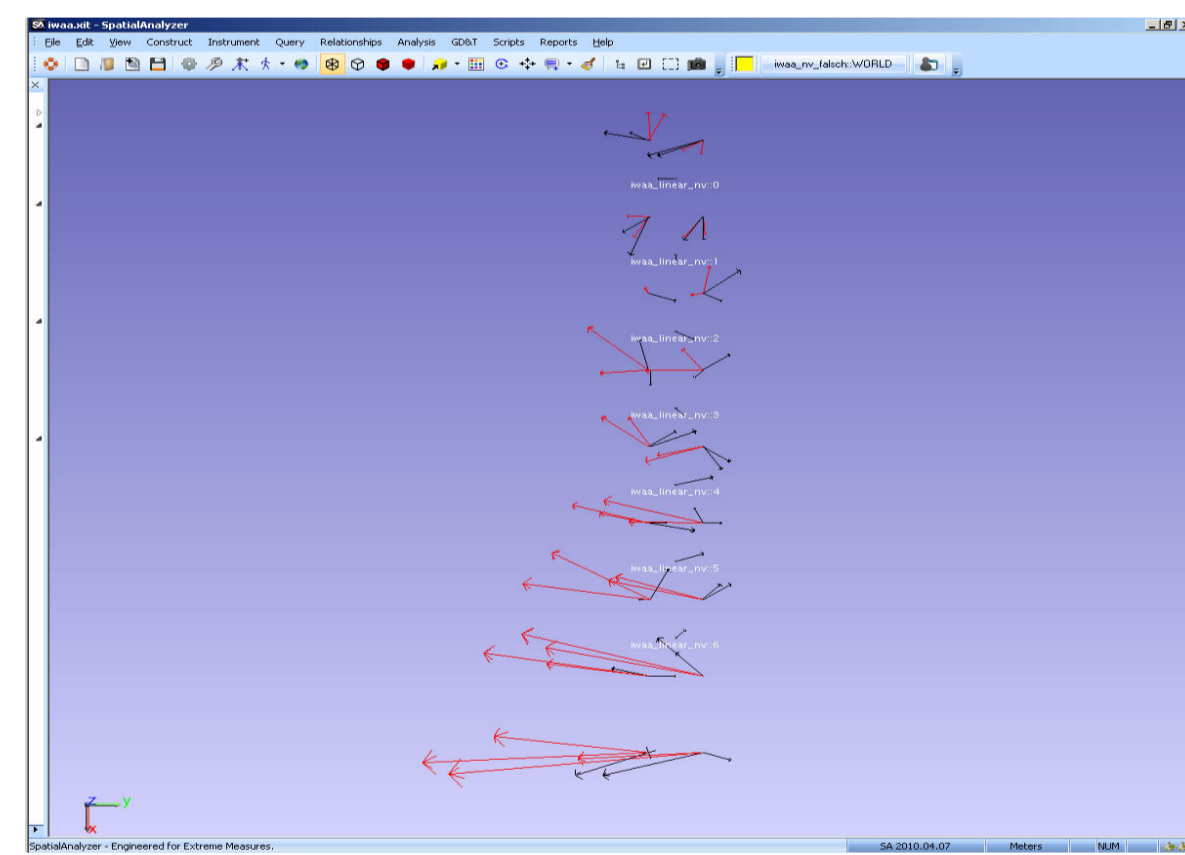 SA iwaa.xit - SpatialAnalyzer
File Edit View Construct Instrument Query Relationships Analysis GD&T Scripts Reports Help
iwaa_nv_falsch::WORLD
iwaa_linear_nv::0
iwaa_linear_nv::1
iwaa_linear_nv::2
iwaa_linear_nv::3
iwaa_linear_nv::4
iwaa_linear_nv::5
iwaa_linear_nv::6
z y
x
SpatialAnalyzer - Engineered for Extreme Measures. SA 2010.04.07 Meters NUM